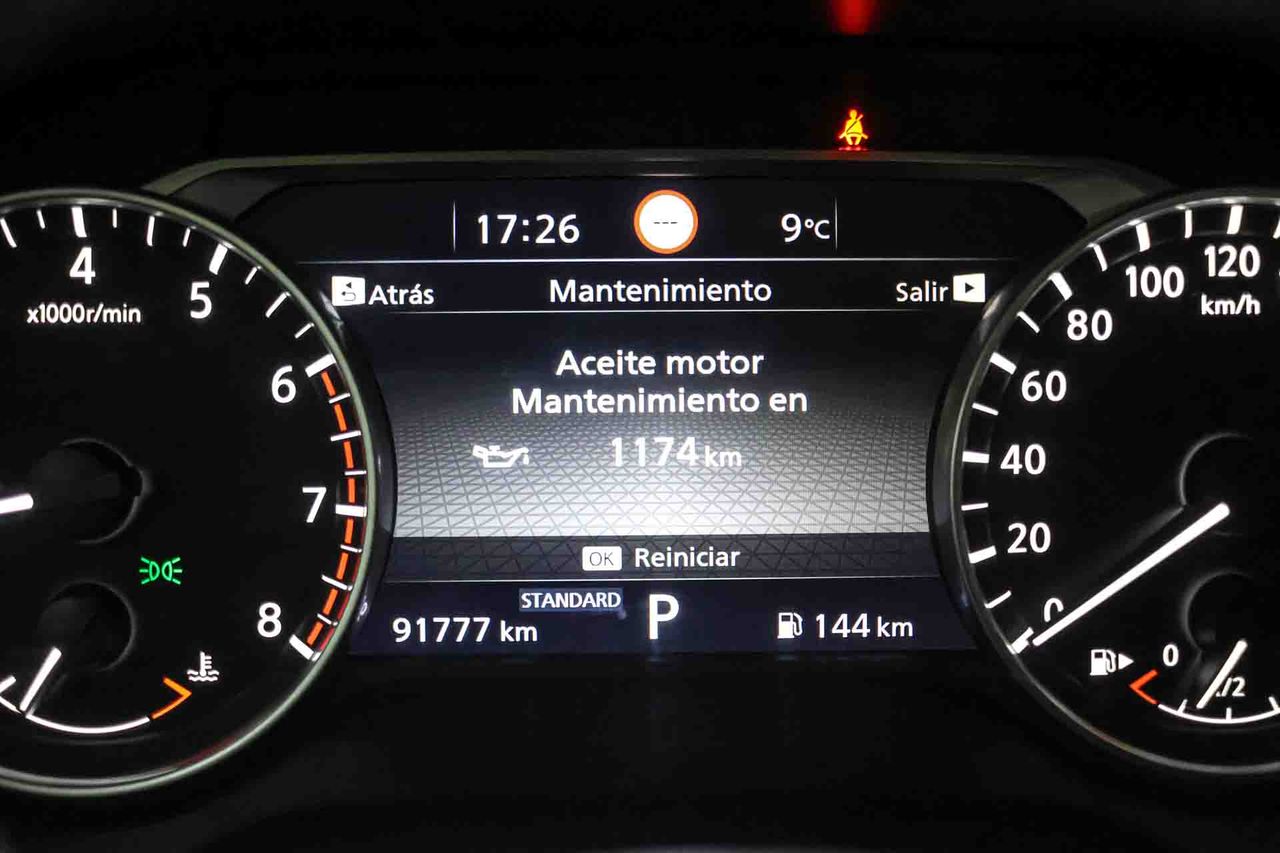 17:26
---
9°C
Atrás
Mantenimiento
Salir
Aceite motor
Mantenimiento en
1174 km
OK Reiniciar
91777 km
STANDARD
P
144 km
4
5
6
7
8
x1000r/min
0
20
40
60
80
100
120
km/h
0
1/2